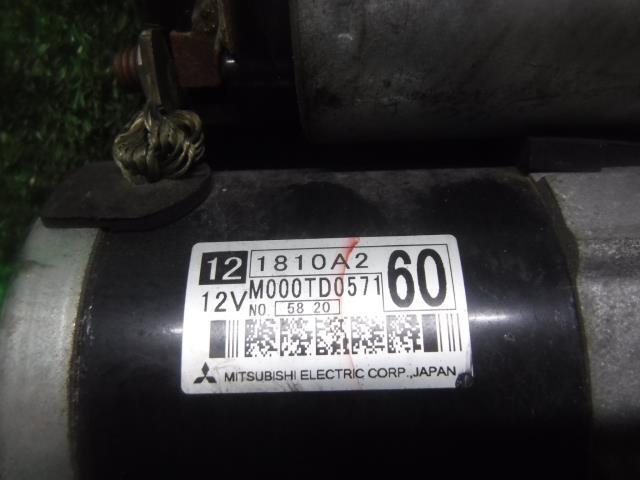 12 1810A2 60
12V M000TD0571
NO. 58 20
MITSUBISHI ELECTRIC CORP., JAPAN